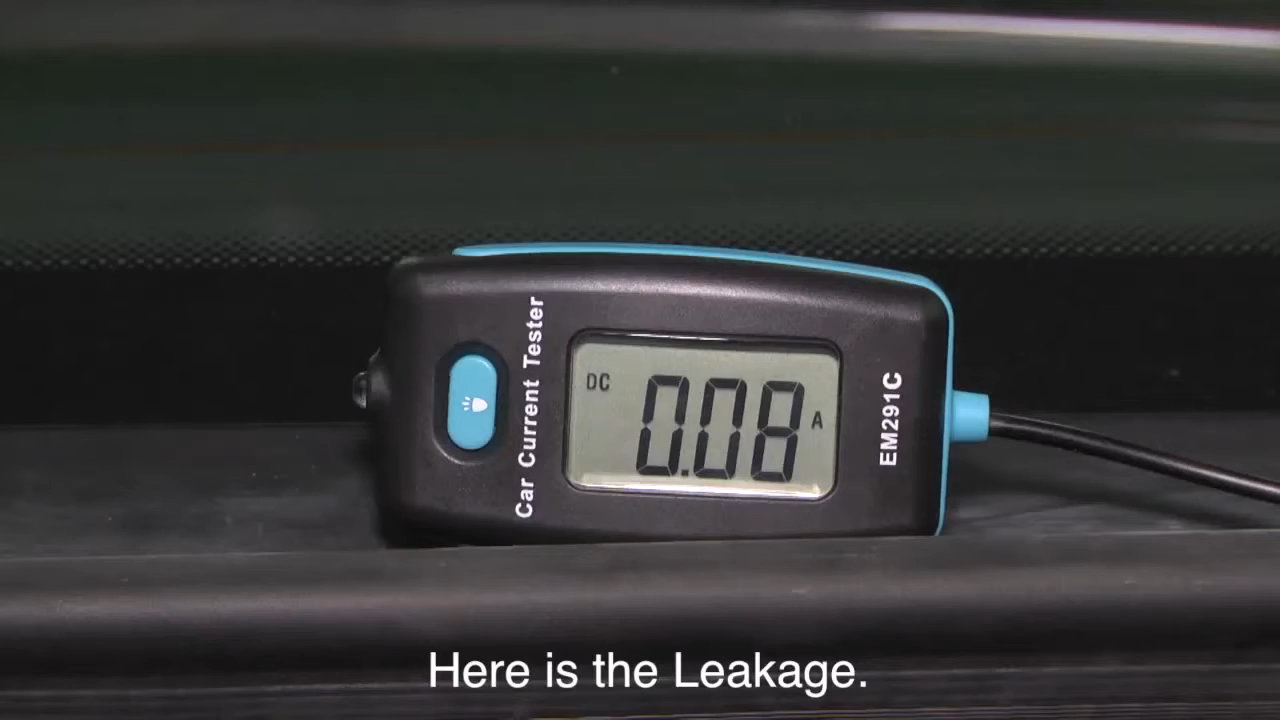 Car Current Tester
DC
0.08
A
EM291C
Here is the Leakage.